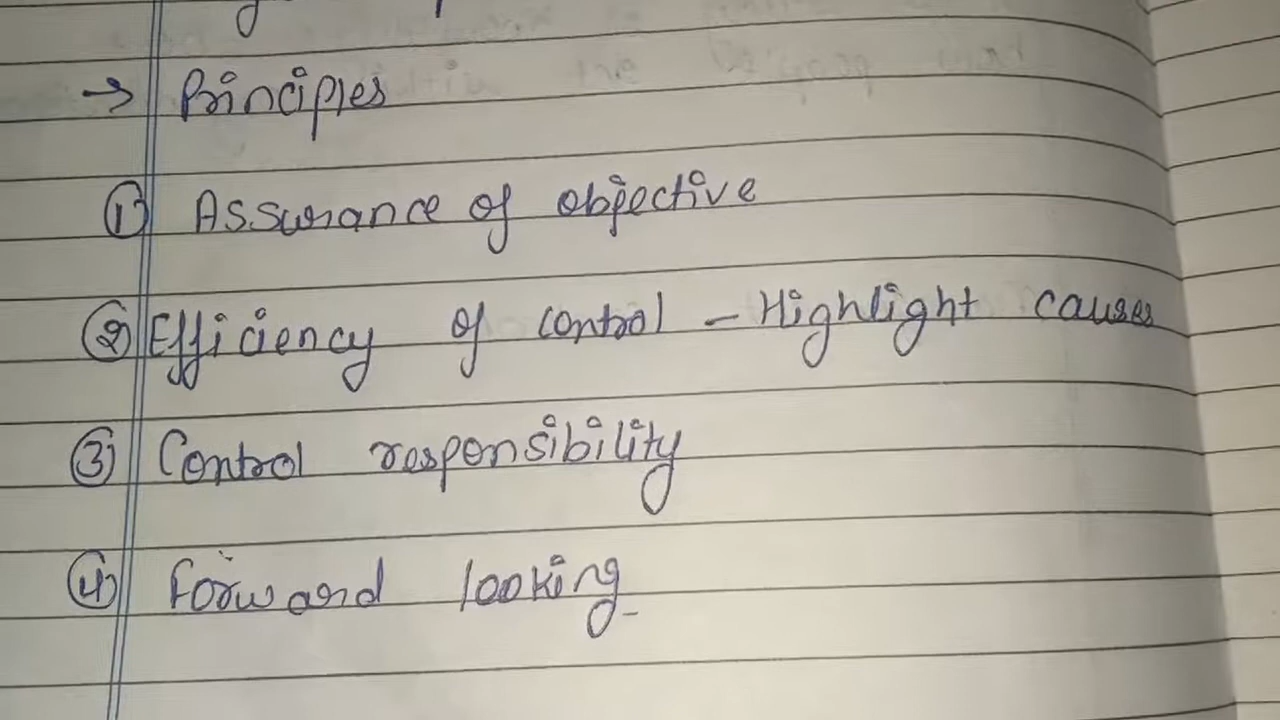 → Principles
① Assurance of objective
② Efficiency of control - Highlight causes
③ Control responsibility
④ Forward looking